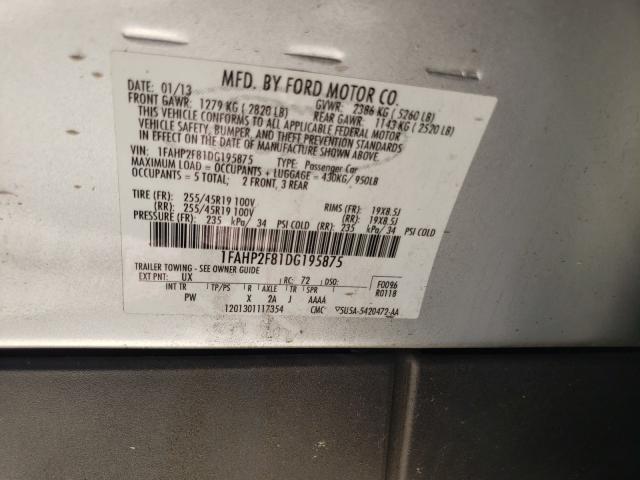 MFD. BY FORD MOTOR CO.
DATE: 01/13 GVWR: 2386 KG ( 5260 LB)
FRONT GAWR: 1279 KG ( 2820 LB) REAR GAWR: 1143 KG ( 2520 LB)
THIS VEHICLE CONFORMS TO ALL APPLICABLE FEDERAL MOTOR
VEHICLE SAFETY, BUMPER, AND THEFT PREVENTION STANDARDS
IN EFFECT ON THE DATE OF MANUFACTURE SHOWN ABOVE.
VIN: 1FAHP2F81DG195875 TYPE: Passenger Car
MAXIMUM LOAD= OCCUPANTS + LUGGAGE = 430KG/ 950LB
OCCUPANTS = 5 TOTAL; 2 FRONT, 3 REAR
TIRE (FR): 255/45R19 100V RIMS (FR): 19X8.5J
(RR): 255/45R19 100V (RR): 19X8.5J
PRESSURE (FR): 235 kPa/ 34 PSI COLD (RR): 235 kPa/ 34 PSI COLD
1FAHP2F81DG195875
TRAILER TOWING - SEE OWNER GUIDE
EXT PNT: UX RC: 72 DSO: F0096
INT TR TP/PS R AXLE TR SPR R0118
PW X 2A J AAAA
1201301117354 CMC ▽5U5A-5420472-AA